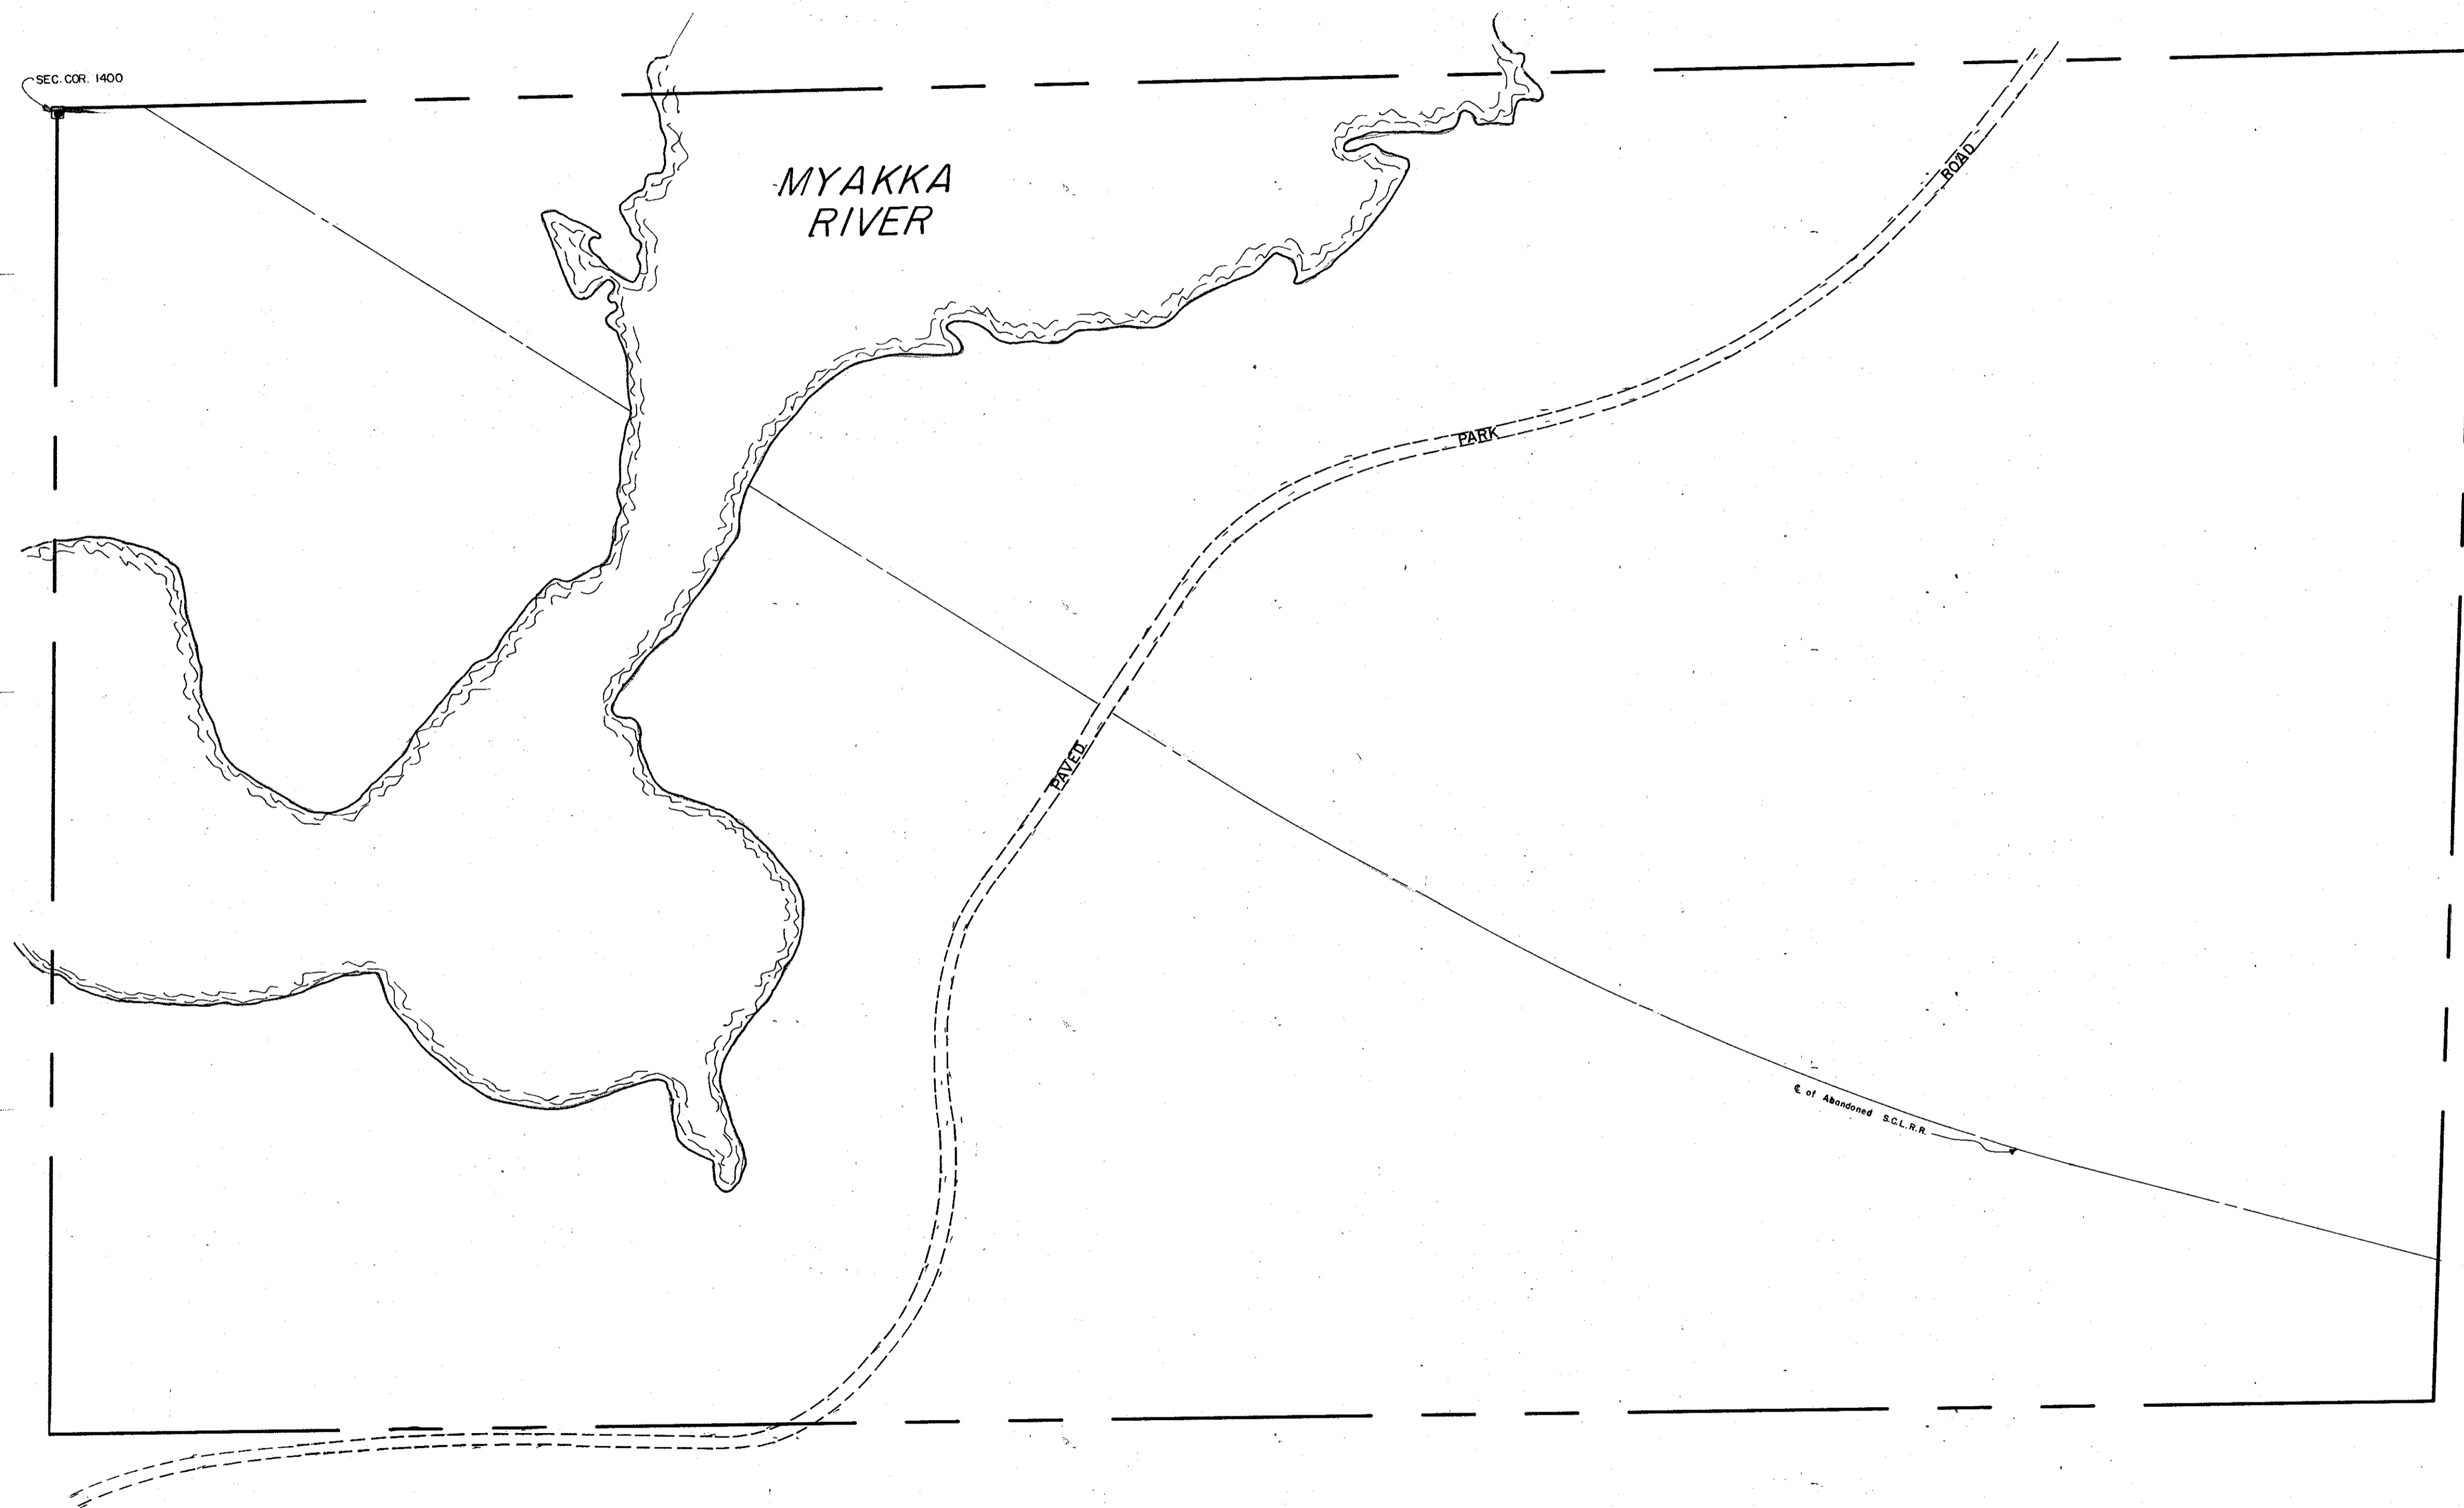 SEC. COR. 1400
MYAKKA
RIVER
ROAD
PARK
PAVED
℄ of Abandoned S.C.L.R.R.